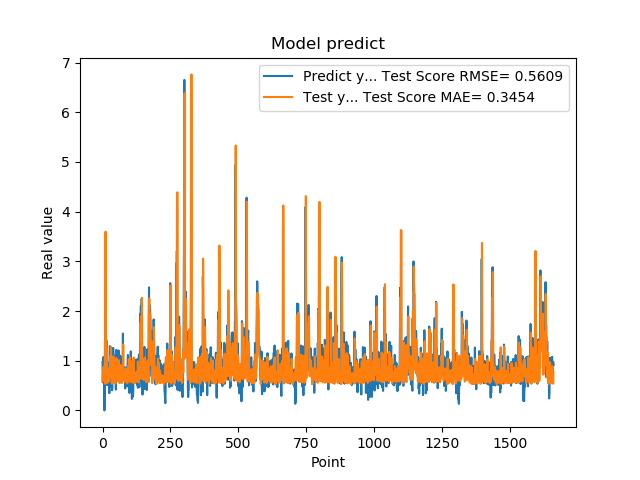 Model predict
Predict y... Test Score RMSE= 0.5609
Test y... Test Score MAE= 0.3454
Real value
7
6
5
4
3
2
1
0
0 250 500 750 1000 1250 1500
Point